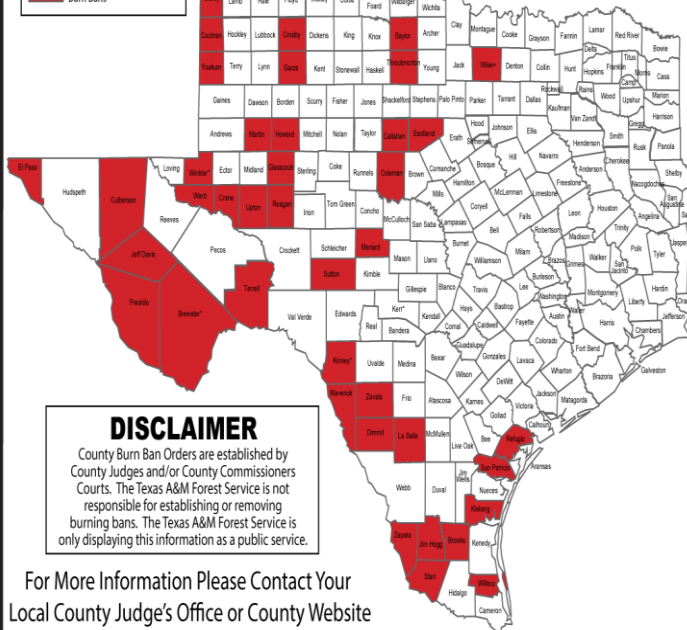 Lamb Hale Floyd Motley Cottle Foard Wilbarger Wichita
Clay Montague Cooke Grayson Fannin Lamar Red River Bowie
Cochran Hockley Lubbock Crosby Dickens King Knox Baylor Archer
Delta Titus Franklin Morris Cass
Yoakum Terry Lynn Garza Kent Stonewall Haskell Throckmorton Young Jack Wise* Denton Collin Hunt Hopkins Camp
Rockwall Rains Wood Upshur Marion
Gaines Dawson Borden Scurry Fisher Jones Shackelford Stephens Palo Pinto Parker Tarrant Dallas Kaufman Van Zandt Gregg Harrison
Andrews Martin Howard Mitchell Nolan Taylor Callahan Eastland Erath Hood Somervell Johnson Ellis Henderson Smith Rusk Panola
El Paso Hudspeth Culberson Loving Winkler* Ector Midland Glasscock Sterling Coke Runnels Coleman Brown Comanche Bosque Hill Navarro Anderson Cherokee Shelby
Reeves Ward Crane Upton Reagan Irion Tom Green Concho McCulloch San Saba Mills Hamilton Coryell McLennan Limestone Freestone* Nacogdoches San Augustine
Lampasas Bell Falls Leon Houston Angelina
Jeff Davis Pecos Crockett Schleicher Menard Mason Llano Burnet Williamson Milam Robertson Madison Trinity Polk Tyler Jasper
Brazos Grimes Walker San Jacinto
Presidio Brewster* Terrell Sutton Kimble Gillespie Blanco Travis Lee Burleson Washington Montgomery Liberty Hardin
Val Verde Edwards Kerr* Kendall Hays Bastrop Austin Waller Harris Jefferson
Real Bandera Comal Caldwell Fayette Chambers
Kinney* Uvalde Medina Bexar Guadalupe Gonzales Colorado Fort Bend Galveston
Wilson Lavaca Wharton Brazoria
Maverick Zavala Frio Atascosa Karnes DeWitt Jackson Matagorda
Victoria Goliad Calhoun
Dimmit La Salle McMullen Live Oak Bee Refugio
San Patricio Aransas
Webb Duval Jim Wells Nueces
Kleberg
Zapata Jim Hogg Brooks Kenedy
Starr Hidalgo Willacy
Cameron
DISCLAIMER
County Burn Ban Orders are established by
County Judges and/or County Commissioners
Courts. The Texas A&M Forest Service is not
responsible for establishing or removing
burning bans. The Texas A&M Forest Service is
only displaying this information as a public service.
For More Information Please Contact Your
Local County Judge's Office or County Website